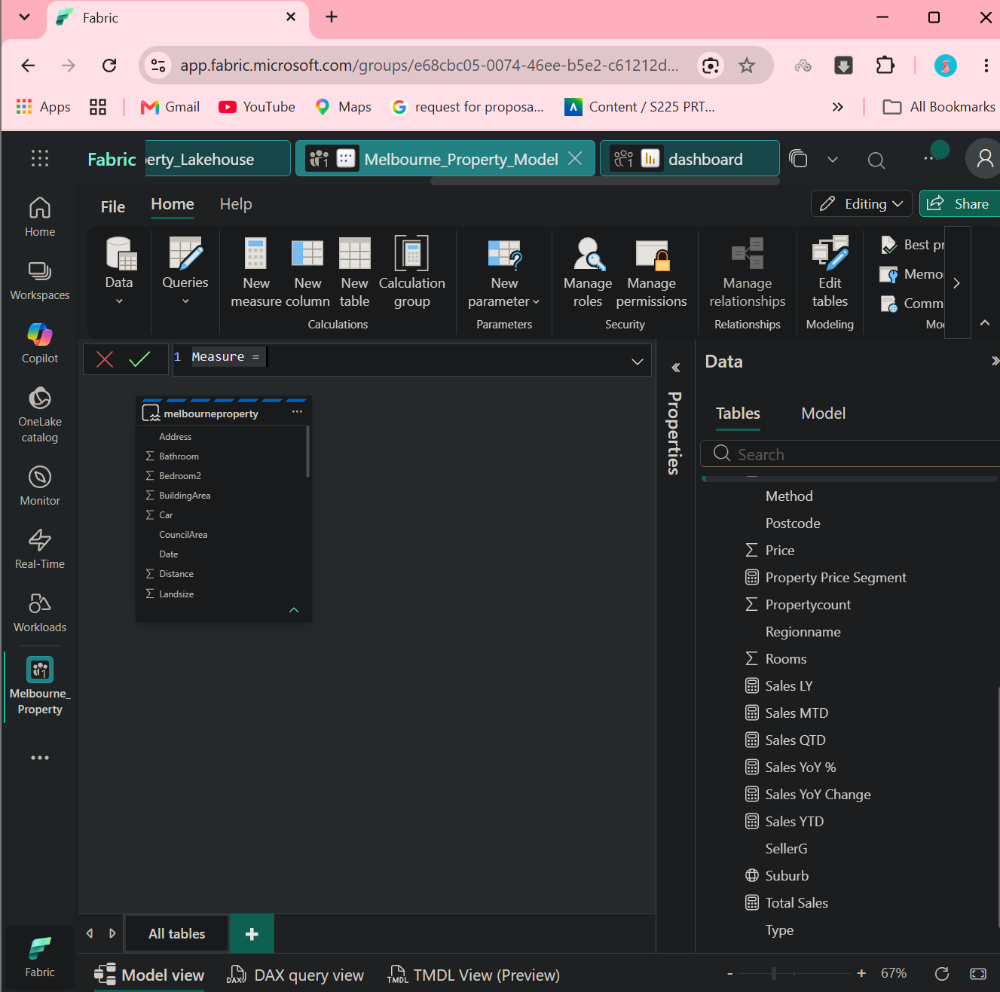 Fabric
app.fabric.microsoft.com/groups/e68cbc05-0074-46ee-b5e2-c61212d...
Apps
Gmail
YouTube
Maps
request for proposa...
Content / S225 PRT...
All Bookmarks
Fabric
erty_Lakehouse
1
Melbourne_Property_Model
1
dashboard
File
Home
Help
Editing
Share
Data
Queries
New measure
New column
New table
Calculation group
Calculations
New parameter
Parameters
Manage roles
Manage permissions
Security
Manage relationships
Relationships
Edit tables
Modeling
Best pr
Memo
Comm
Mo
Home
Workspaces
Copilot
OneLake catalog
Monitor
Real-Time
Workloads
Melbourne_
Property
Fabric
1 Measure =
melbourneproperty
Address
Bathroom
Bedroom2
BuildingArea
Car
CouncilArea
Date
Distance
Landsize
Properties
Data
Tables
Model
Search
Method
Postcode
Price
Property Price Segment
Propertycount
Regionname
Rooms
Sales LY
Sales MTD
Sales QTD
Sales YoY %
Sales YoY Change
Sales YTD
SellerG
Suburb
Total Sales
Type
All tables
Model view
DAX query view
TMDL View (Preview)
67%